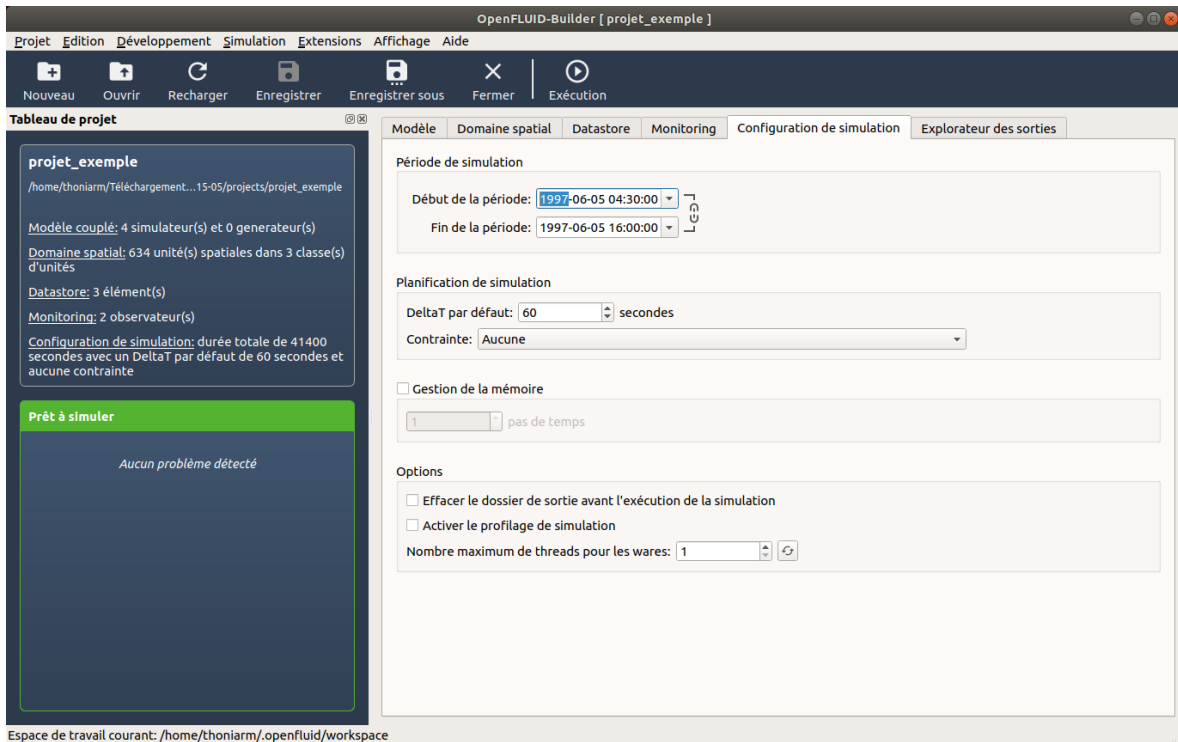 OpenFLUID-Builder [ projet_exemple ]
Projet Edition Développement Simulation Extensions Affichage Aide
Nouveau Ouvrir Recharger Enregistrer Enregistrer sous Fermer Exécution
Tableau de projet
projet_exemple
/home/thoniarm/Téléchargement...15-05/projects/projet_exemple
Modèle couplé: 4 simulateur(s) et 0 generateur(s)
Domaine spatial: 634 unité(s) spatiales dans 3 classe(s)
d'unités
Datastore: 3 élément(s)
Monitoring: 2 observateur(s)
Configuration de simulation: durée totale de 41400
secondes avec un DeltaT par défaut de 60 secondes et
aucune contrainte
Prêt à simuler
Aucun problème détecté
Modèle Domaine spatial Datastore Monitoring Configuration de simulation Explorateur des sorties
Période de simulation
Début de la période: 1997-06-05 04:30:00
Fin de la période: 1997-06-05 16:00:00
Planification de simulation
DeltaT par défaut: 60 secondes
Contrainte: Aucune
Gestion de la mémoire
1 pas de temps
Options
Effacer le dossier de sortie avant l'exécution de la simulation
Activer le profilage de simulation
Nombre maximum de threads pour les wares: 1
Espace de travail courant: /home/thoniarm/.openfluid/workspace